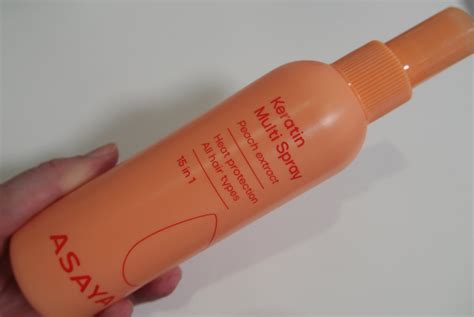 Keratin
Multi Spray
Peach extract
Heat protection
All hair types
15 in 1
ASAYA